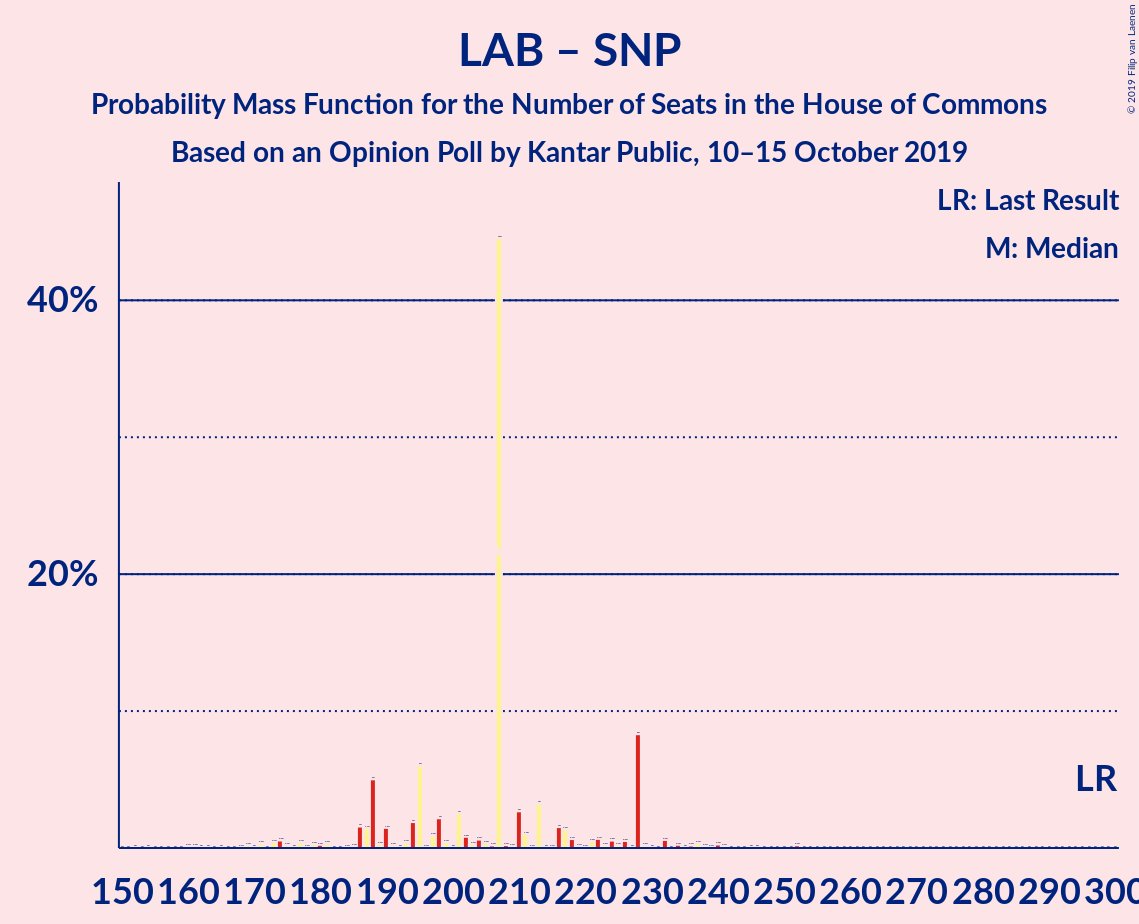 LAB – SNP
Probability Mass Function for the Number of Seats in the House of Commons
Based on an Opinion Poll by Kantar Public, 10–15 October 2019
© 2019 Filip van Laenen
LR: Last Result
M: Median
40%
20%
LR
150 160 170 180 190 200 210 220 230 240 250 260 270 280 290 300